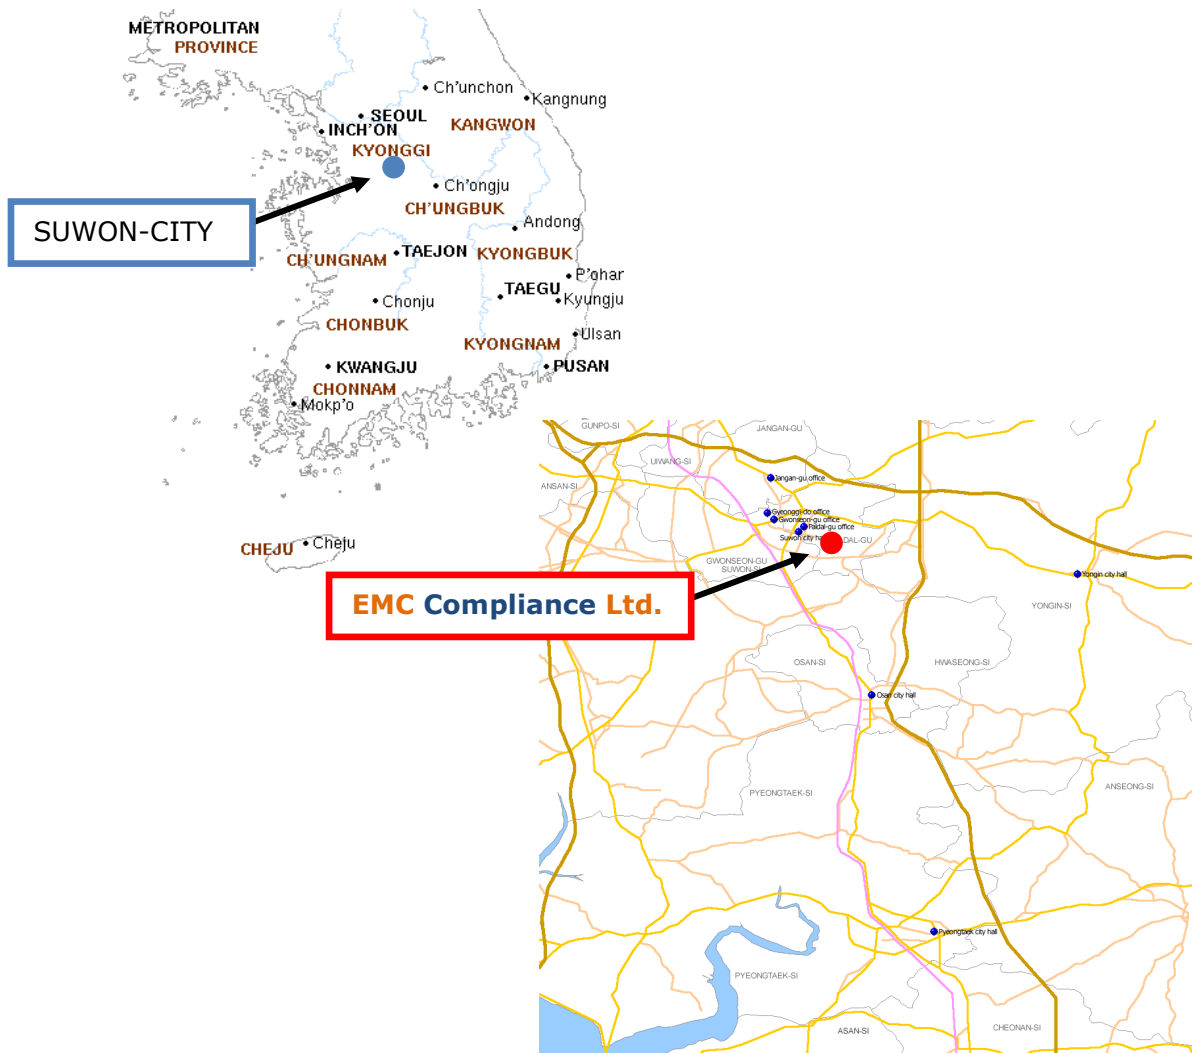 METROPOLITAN
PROVINCE
Ch'unchon
Kangnung
SEOUL
INCH'ON
KANGWON
KYONGGI
Ch'ongju
CH'UNGBUK
SUWON-CITY
Andong
TAEJON
KYONGBUK
CH'UNGNAM
P'ohar
TAEGU
Kyungju
Chonju
CHONBUK
Ulsan
KYONGNAM
KWANGJU
PUSAN
CHONNAM
Mokp'o
CHEJU
Cheju
GUNPO-SI
JANGAN-GU
UIWANG-SI
Jangan-gu office
ANSAN-SI
Gyeonggi-do office
Gwonseon-gu office
Paldal-gu office
Suwon city ha
DAL-GU
GWONSEON-GU
SUWON-SI
Yongin city hall
EMC Compliance Ltd.
YONGIN-SI
OSAN-SI
HWASEONG-SI
Osan city hall
PYEONGTAEK-SI
ANSEONG-SI
Pyeongtaek city hall
PYEONGTAEK-SI
ASAN-SI
CHEONAN-SI